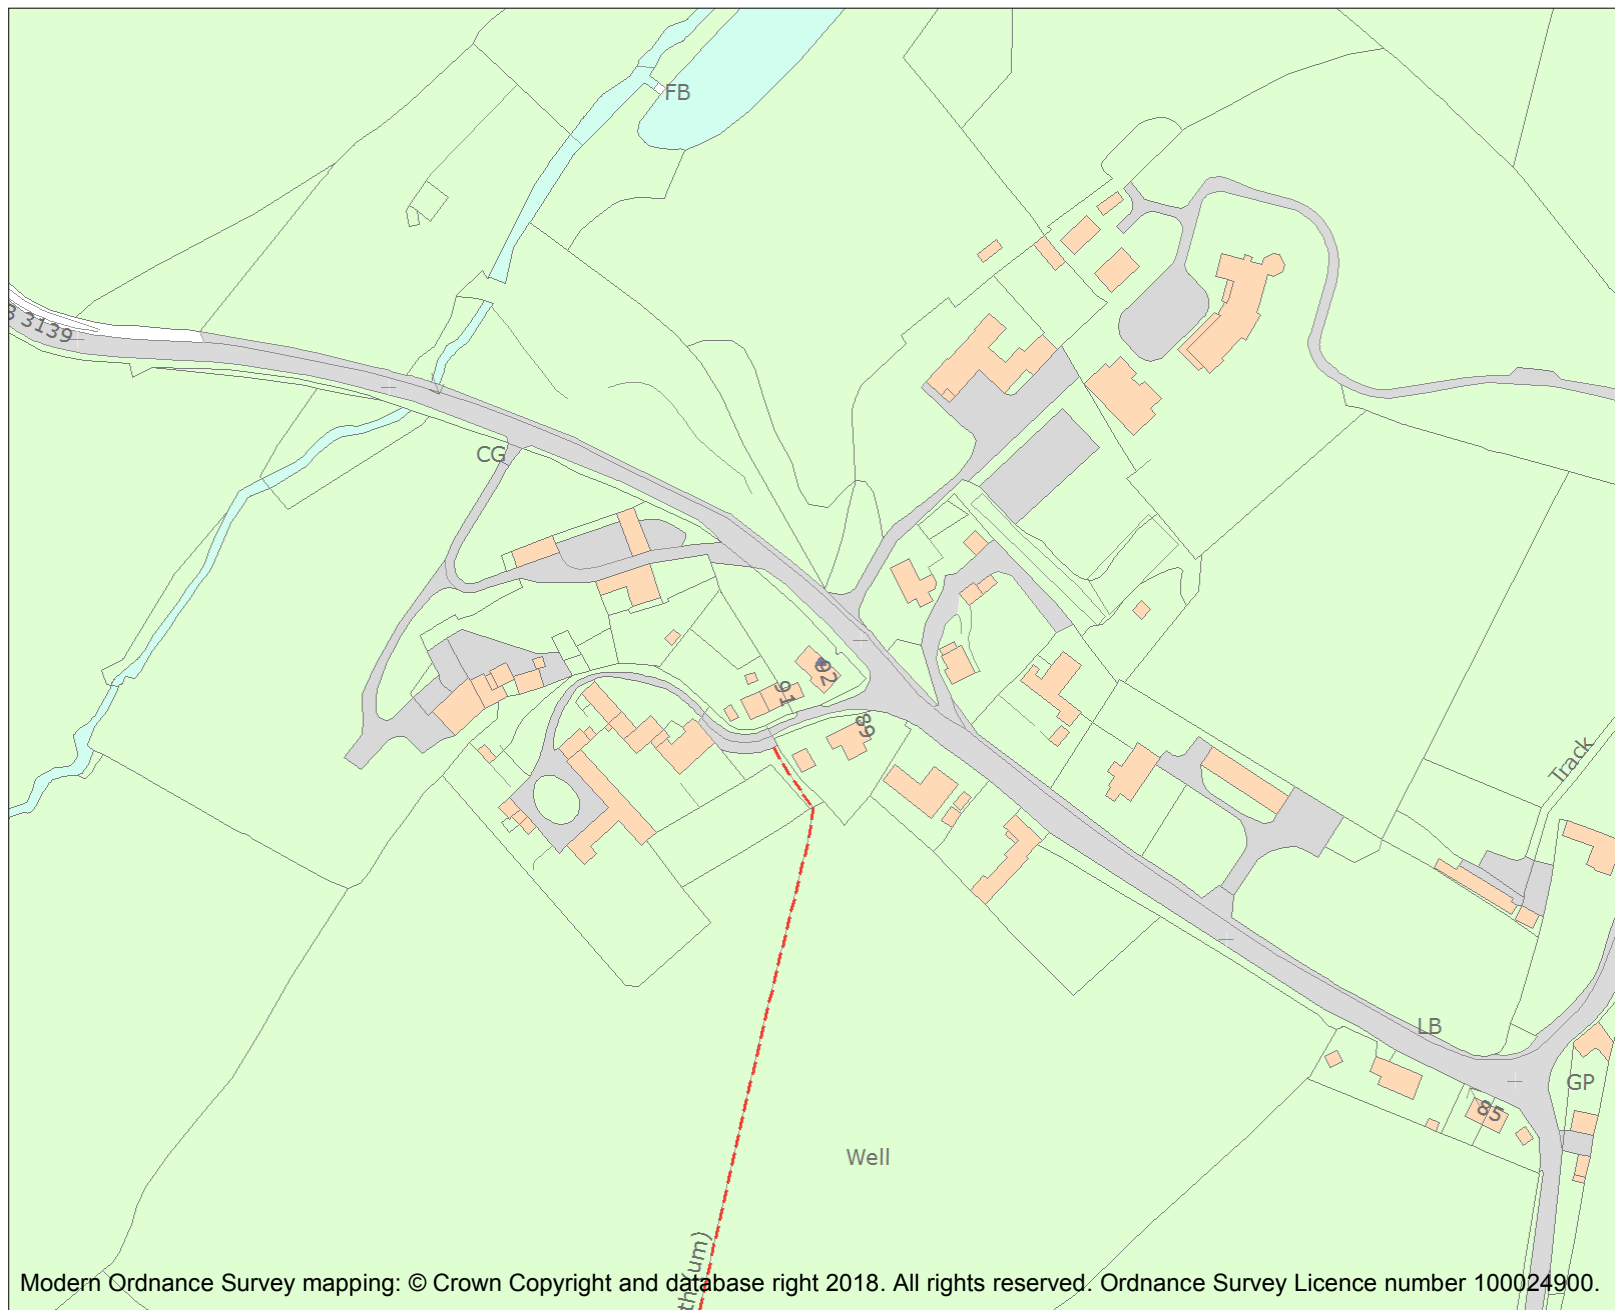 FB
3139
CG
92
91
89
Track
LB
GP
85
Well
um)
Modern Ordnance Survey mapping: © Crown Copyright and database right 2018. All rights reserved. Ordnance Survey Licence number 100024900.